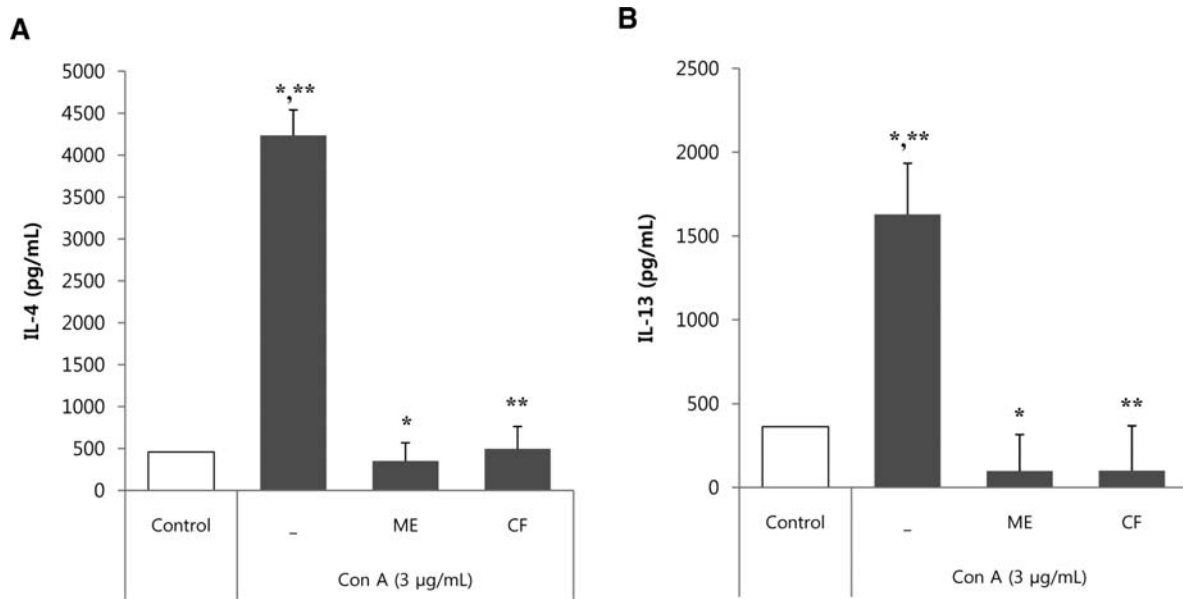 A
IL-4 (pg/mL)
5000
4500
4000
3500
3000
2500
2000
1500
1000
500
0
*,**
*
**
Control
–
ME
CF
Con A (3 µg/mL)
B
IL-13 (pg/mL)
2500
2000
1500
1000
500
0
*,**
*
**
Control
–
ME
CF
Con A (3 µg/mL)